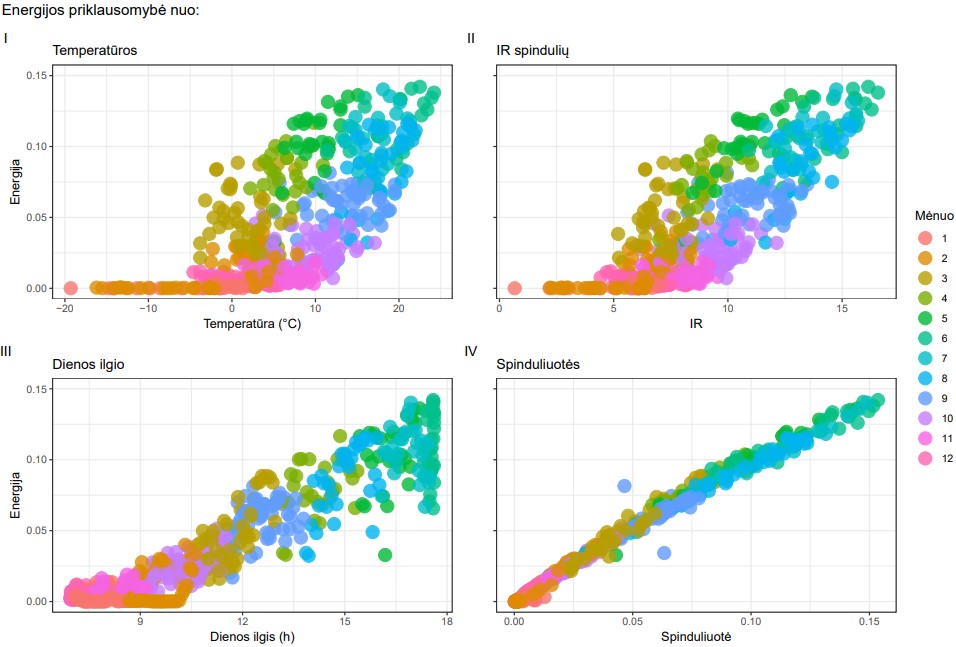 Energijos priklausomybė nuo:
I
Temperatūros
Energija
0.15
0.10
0.05
0.00
−20
−10
0
10
20
Temperatūra (°C)
II
IR spindulių
0
5
10
15
IR
III
Dienos ilgio
Energija
0.15
0.10
0.05
0.00
9
12
15
18
Dienos ilgis (h)
IV
Spinduliuotės
0.00
0.05
0.10
0.15
Spinduliuotė
Mėnuo
1
2
3
4
5
6
7
8
9
10
11
12